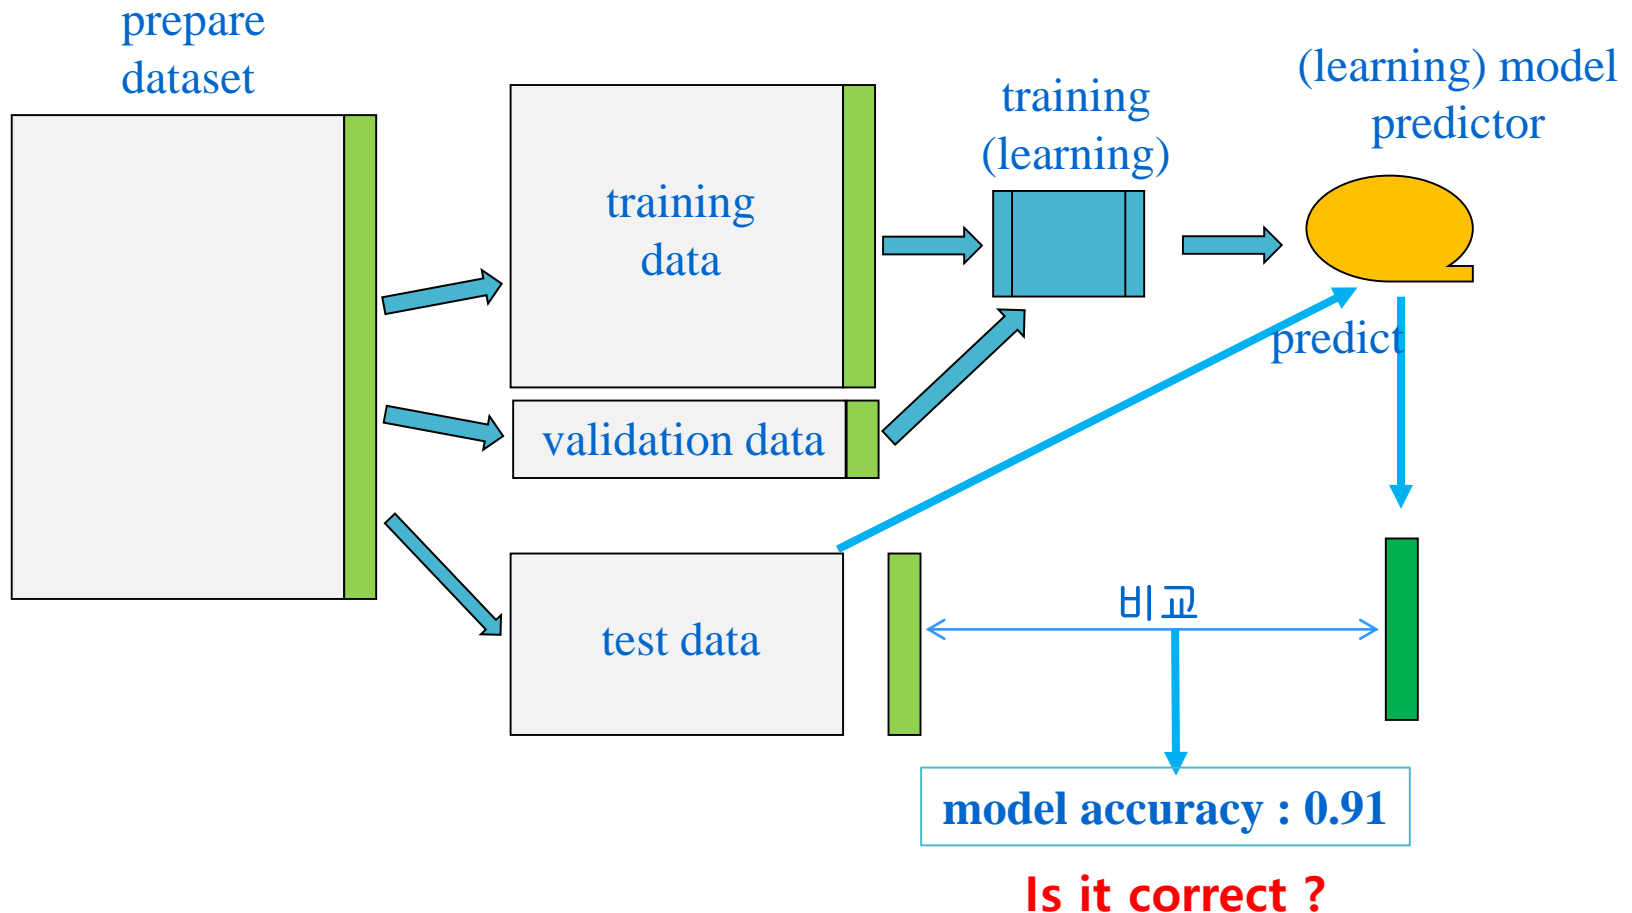 prepare
dataset
training
data
validation data
test data
training
(learning)
(learning) model
predictor
predict
비교
model accuracy : 0.91
Is it correct ?